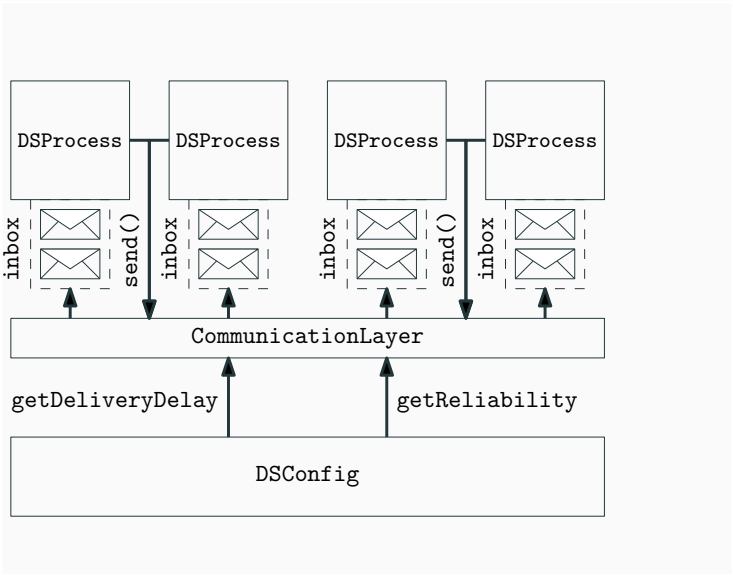 DSProcess
DSProcess
DSProcess
DSProcess
inbox
send()
inbox
inbox
send()
inbox
CommunicationLayer
getDeliveryDelay
getReliability
DSConfig